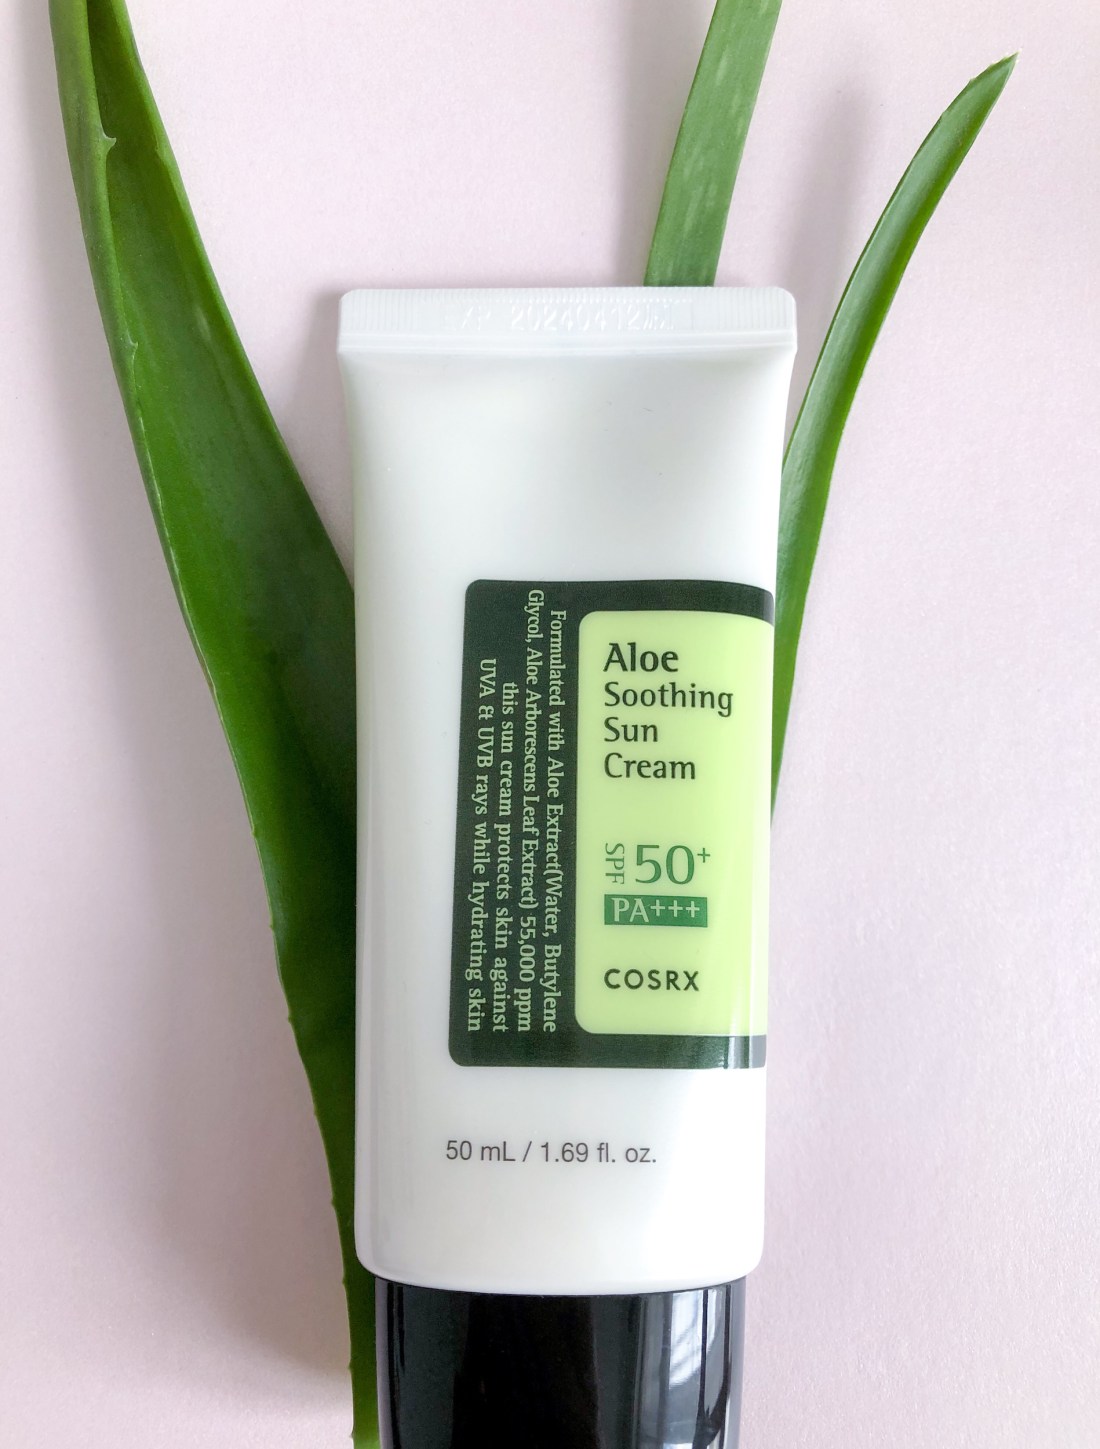 20240412
Aloe
Soothing
Sun
Cream
SPF 50+
PA+++
COSRX
Formulated with Aloe Extract(Water, Butylene
Glycol, Aloe Arborescens Leaf Extract) 55,000 ppm
this sun cream protects skin against
UVA & UVB rays while hydrating skin
50 mL / 1.69 fl. oz.